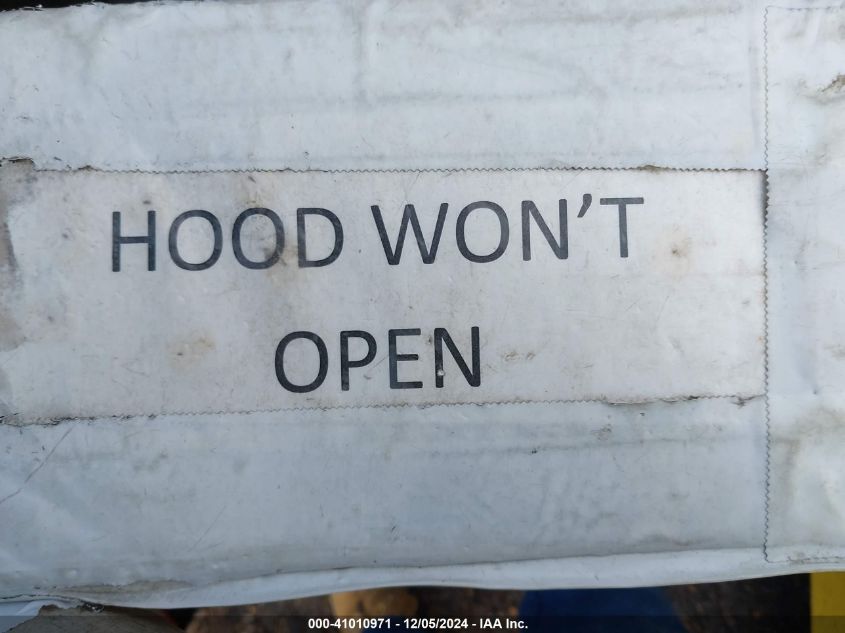 HOOD WON'T
OPEN
000-41010971 - 12/05/2024 - IAA Inc.